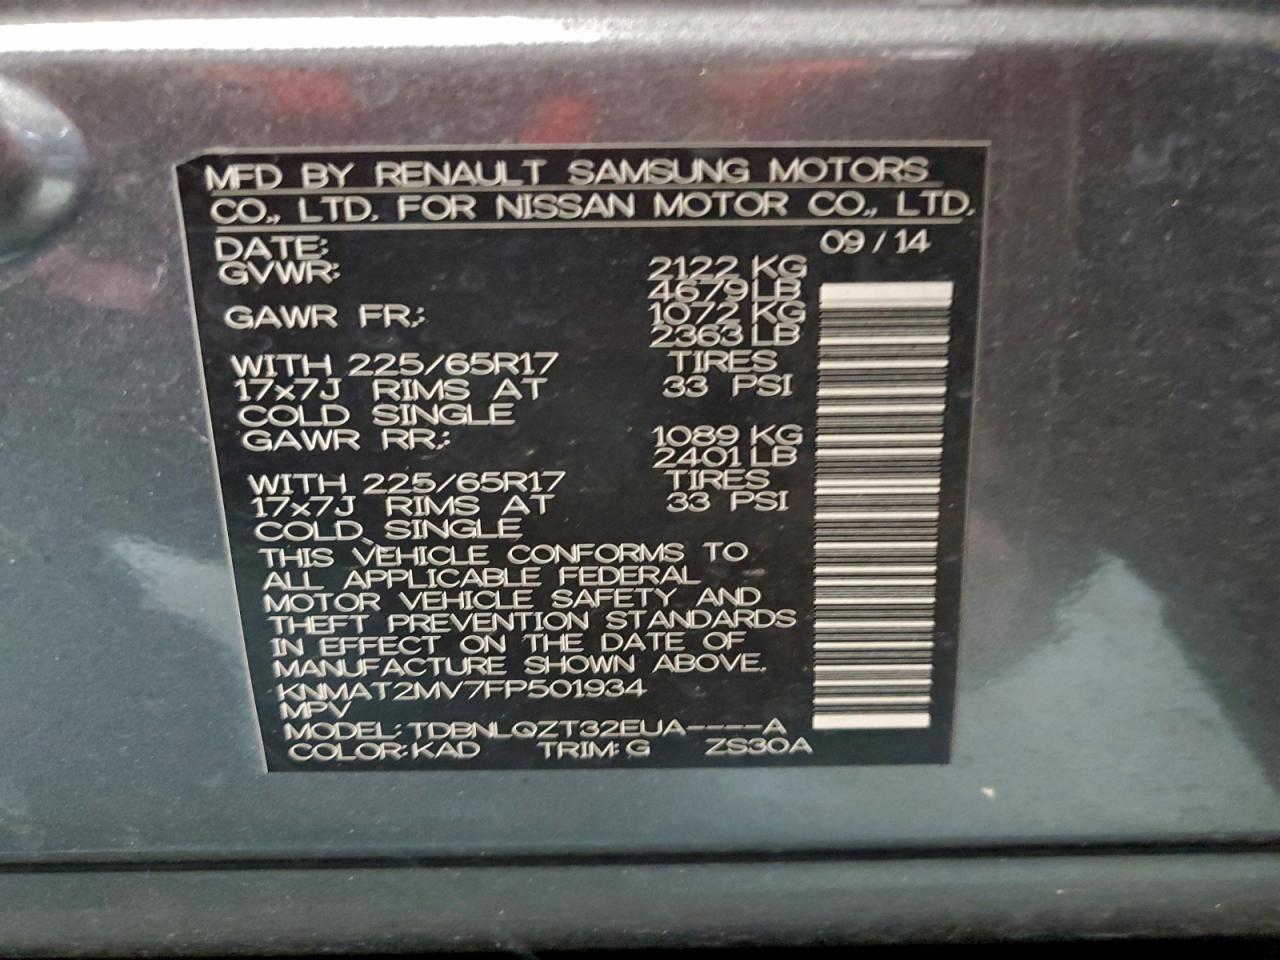 MFD BY RENAULT SAMSUNG MOTORS
CO., LTD. FOR NISSAN MOTOR CO., LTD.
DATE: 09 / 14
GVWR: 2122 KG
4679 LB
GAWR FR.: 1072 KG
2363 LB
WITH 225/65R17 TIRES
17x7J RIMS AT 33 PSI
COLD SINGLE
GAWR RR.: 1089 KG
2401 LB
WITH 225/65R17 TIRES
17x7J RIMS AT 33 PSI
COLD SINGLE
THIS VEHICLE CONFORMS TO
ALL APPLICABLE FEDERAL
MOTOR VEHICLE SAFETY AND
THEFT PREVENTION STANDARDS
IN EFFECT ON THE DATE OF
MANUFACTURE SHOWN ABOVE.
KNMAT2MV7FP501934
MPV
MODEL: TDBNLQZT32EUA----A
COLOR: KAD TRIM: G ZS30A